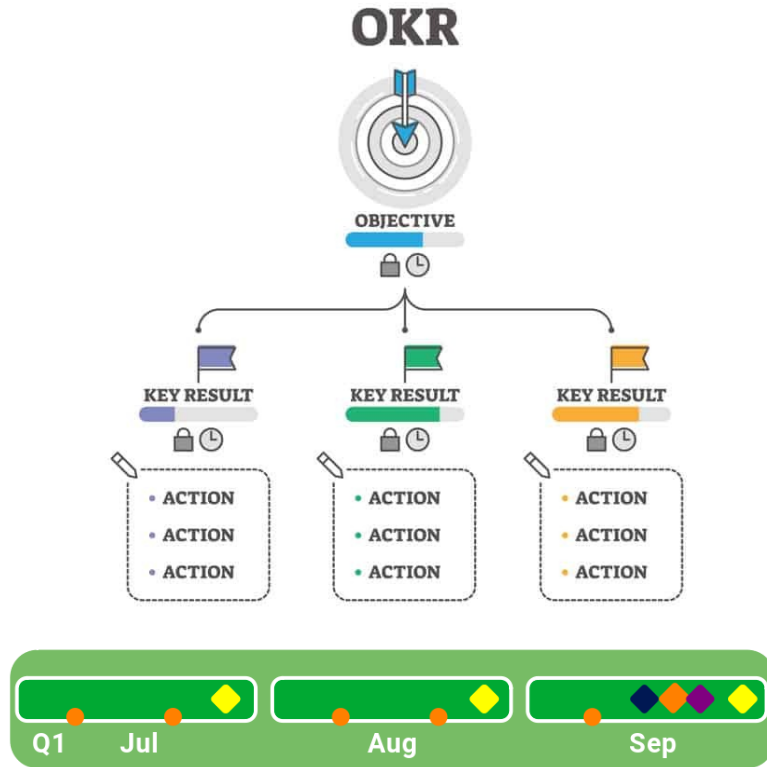 OKR
OBJECTIVE
KEY RESULT KEY RESULT KEY RESULT
• ACTION • ACTION • ACTION
• ACTION • ACTION • ACTION
• ACTION • ACTION • ACTION
Q1 Jul Aug Sep